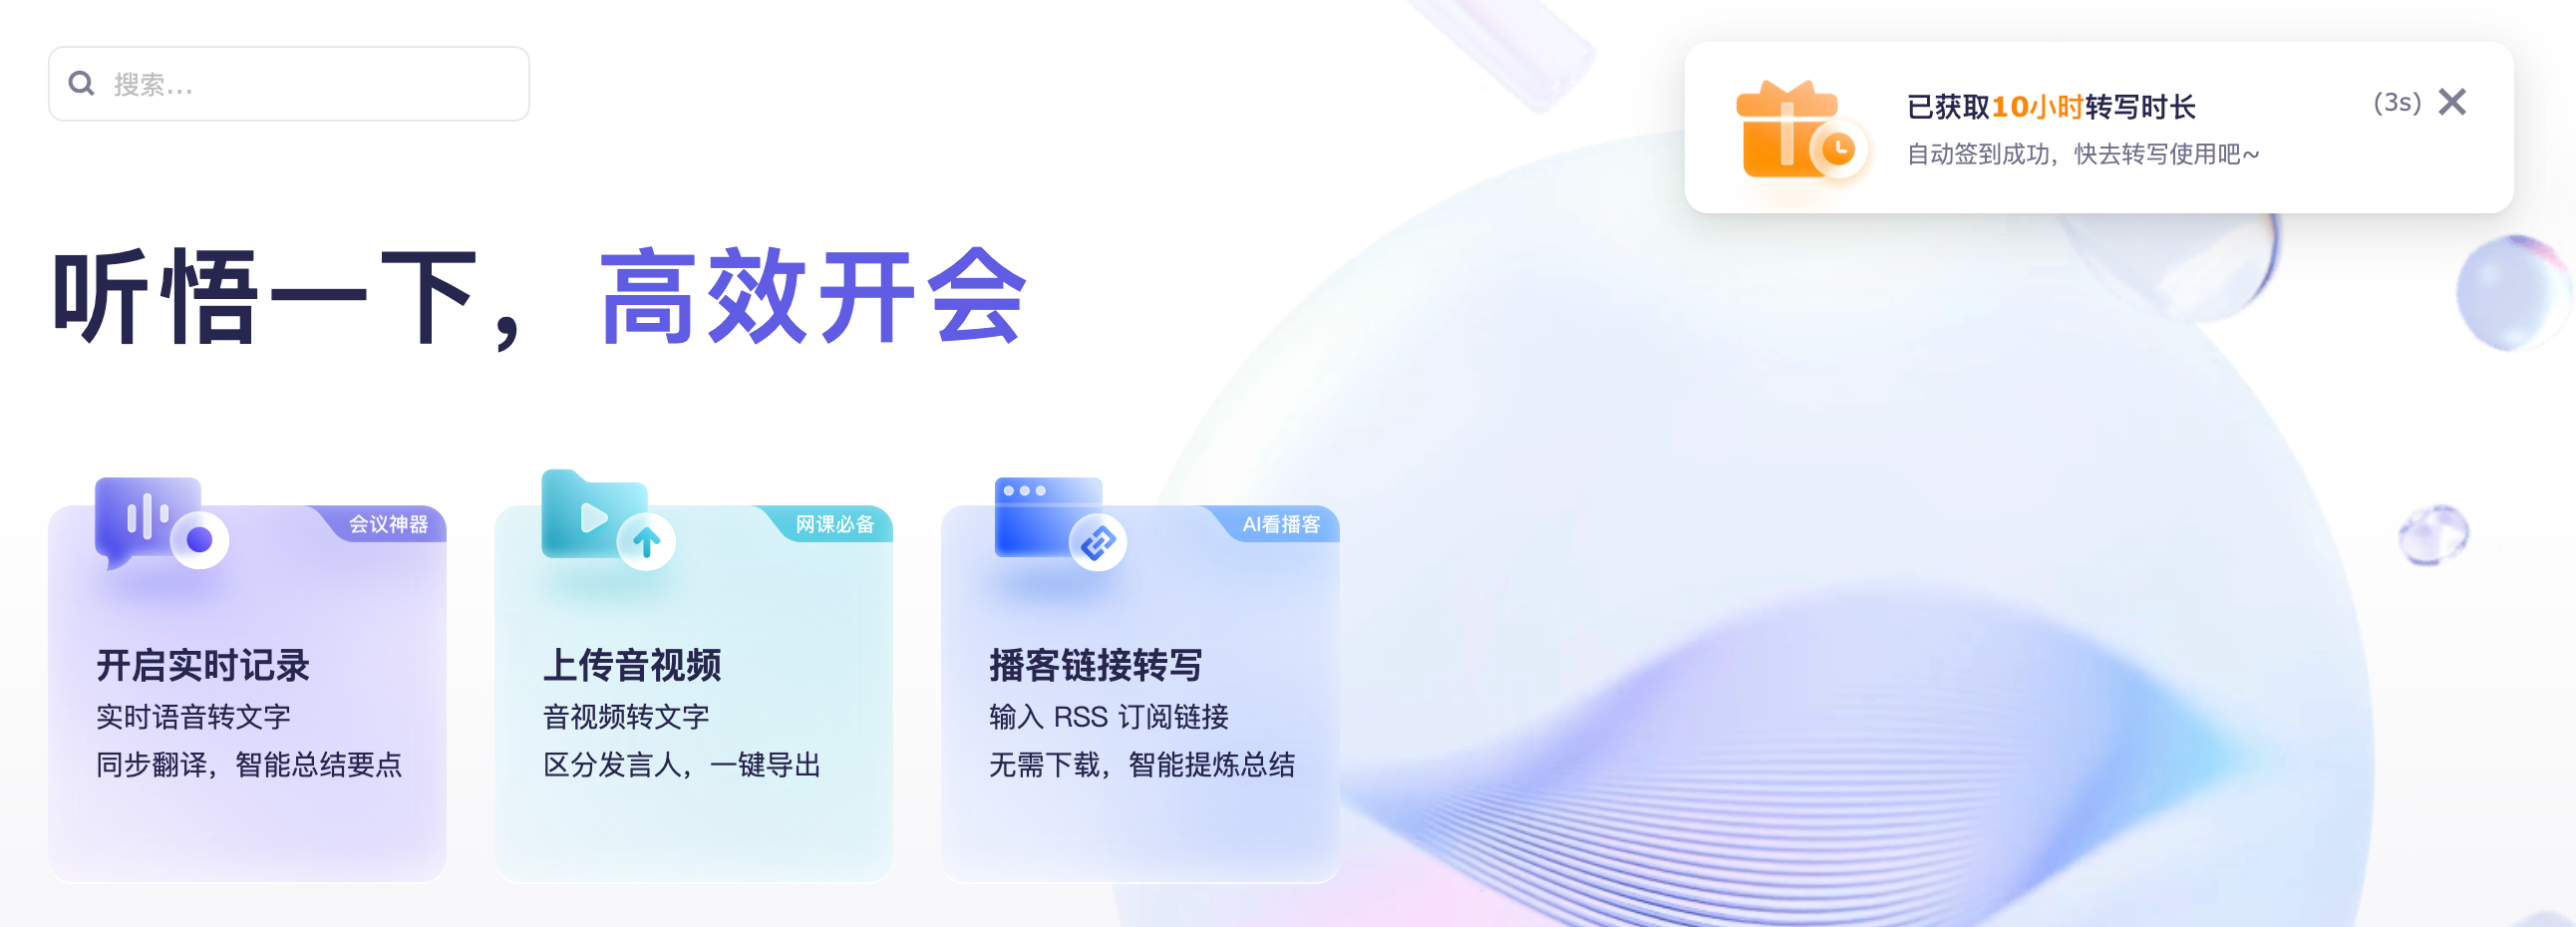 搜索...
已获取10小时转写时长
(3s)
自动签到成功，快去转写使用吧~
听悟一下，高效开会
会议神器
开启实时记录
实时语音转文字
同步翻译，智能总结要点
网课必备
上传音视频
音视频转文字
区分发言人，一键导出
AI看播客
播客链接转写
输入 RSS 订阅链接
无需下载，智能提炼总结